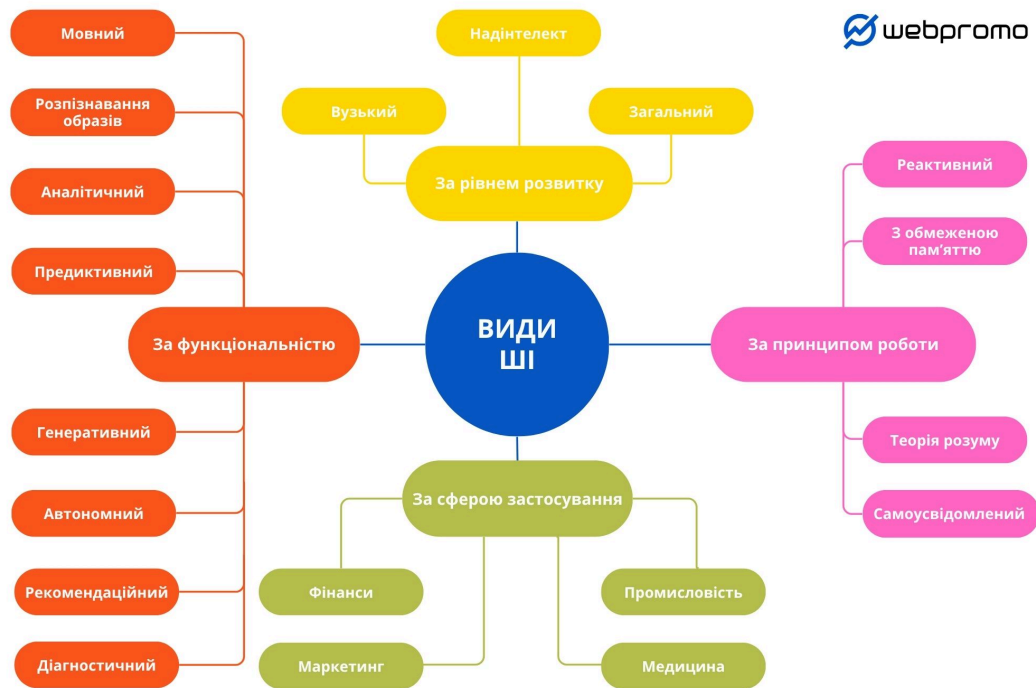 webpromo
ВИДИ
ШІ
За рівнем розвитку
Вузький
Надінтелект
Загальний
За функціональністю
Мовний
Розпізнавання
образів
Аналітичний
Предиктивний
Генеративний
Автономний
Рекомендаційний
Діагностичний
За принципом роботи
Реактивний
З обмеженою
пам’яттю
Теорія розуму
Самоусвідомлений
За сферою застосування
Фінанси
Маркетинг
Промисловість
Медицина